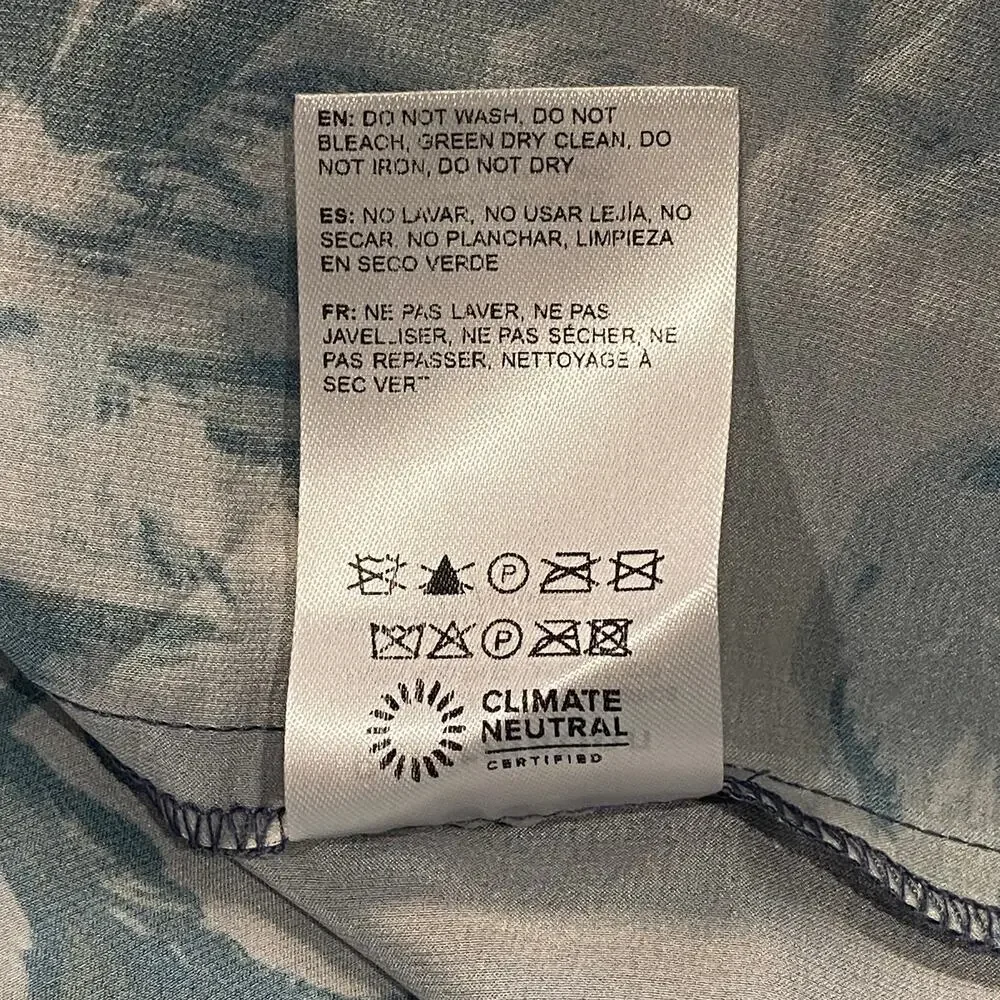 EN: DO NOT WASH, DO NOT
BLEACH, GREEN DRY CLEAN, DO
NOT IRON, DO NOT DRY
ES: NO LAVAR, NO USAR LEJÍA, NO
SECAR, NO PLANCHAR, LIMPIEZA
EN SECO VERDE
FR: NE PAS LAVER, NE PAS
JAVELLISER, NE PAS SÉCHER, NE
PAS REPASSER, NETTOYAGE À
SEC
P
P
CLIMATE
NEUTRAL
CERTIFIED